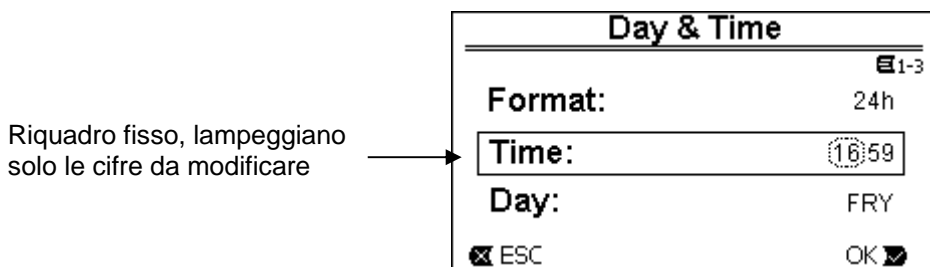 Day & Time
1-3
Format: 24h
Riquadro fisso, lampeggiano
solo le cifre da modificare
Time: 16:59
Day: FRY
ESC OK